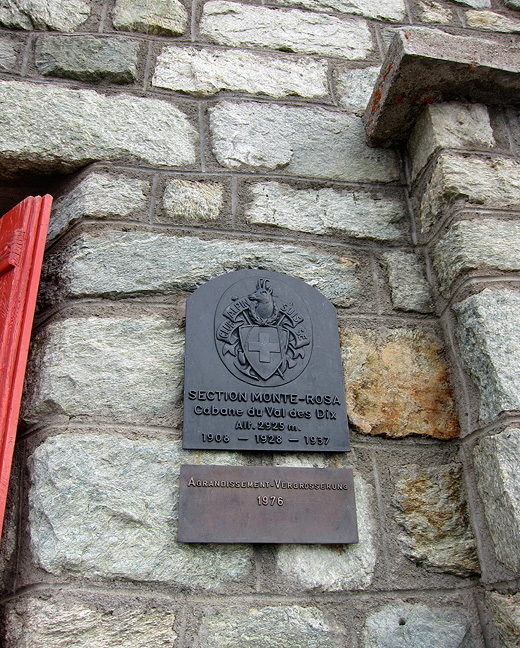 CLUB ALPIN SUISSE
SECTION MONTE-ROSA
Cabane du Val des Dix
Alt. 2925 m.
1908 — 1928 — 1937
AGRANDISSEMENT-VERGRÖSSERUNG
1976